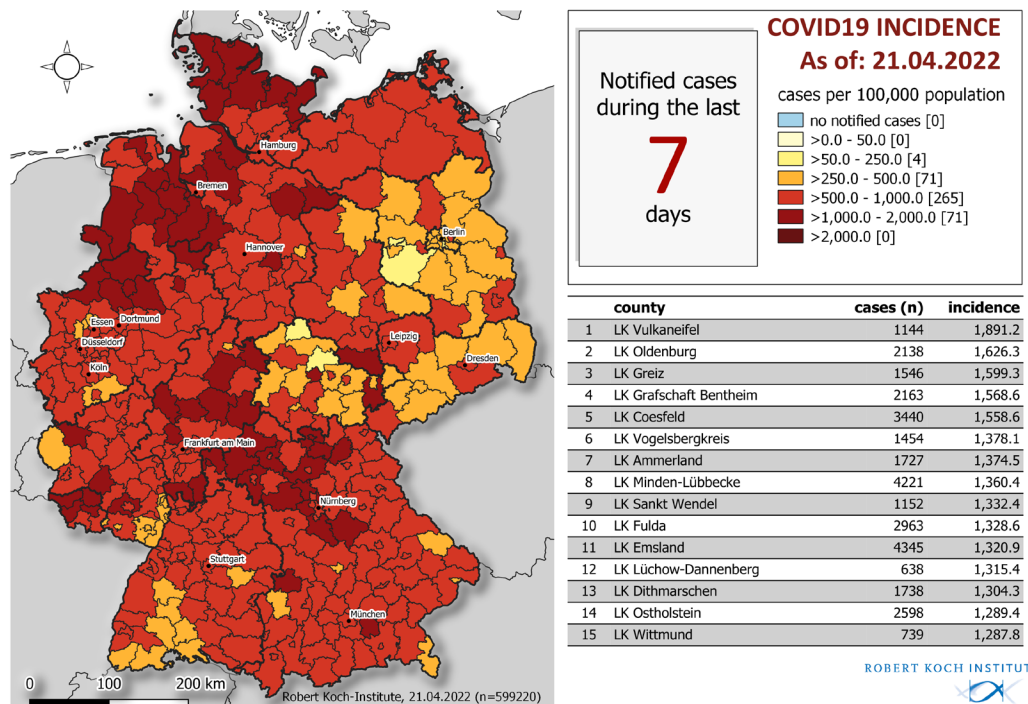 COVID19 INCIDENCE
As of: 21.04.2022
Notified cases
during the last
7
days
cases per 100,000 population
no notified cases [0]
>0.0 - 50.0 [0]
>50.0 - 250.0 [4]
>250.0 - 500.0 [71]
>500.0 - 1,000.0 [265]
>1,000.0 - 2,000.0 [71]
>2,000.0 [0]
Hamburg
Bremen
Berlin
Hannover
Essen
Dortmund
Düsseldorf
Köln
Leipzig
Dresden
Frankfurt am Main
Nürnberg
Stuttgart
München
0 100 200 km
Robert Koch-Institute, 21.04.2022 (n=599220)
county cases (n) incidence
1 LK Vulkaneifel 1144 1,891.2
2 LK Oldenburg 2138 1,626.3
3 LK Greiz 1546 1,599.3
4 LK Grafschaft Bentheim 2163 1,568.6
5 LK Coesfeld 3440 1,558.6
6 LK Vogelsbergkreis 1454 1,378.1
7 LK Ammerland 1727 1,374.5
8 LK Minden-Lübbecke 4221 1,360.4
9 LK Sankt Wendel 1152 1,332.4
10 LK Fulda 2963 1,328.6
11 LK Emsland 4345 1,320.9
12 LK Lüchow-Dannenberg 638 1,315.4
13 LK Dithmarschen 1738 1,304.3
14 LK Ostholstein 2598 1,289.4
15 LK Wittmund 739 1,287.8
ROBERT KOCH INSTITUT